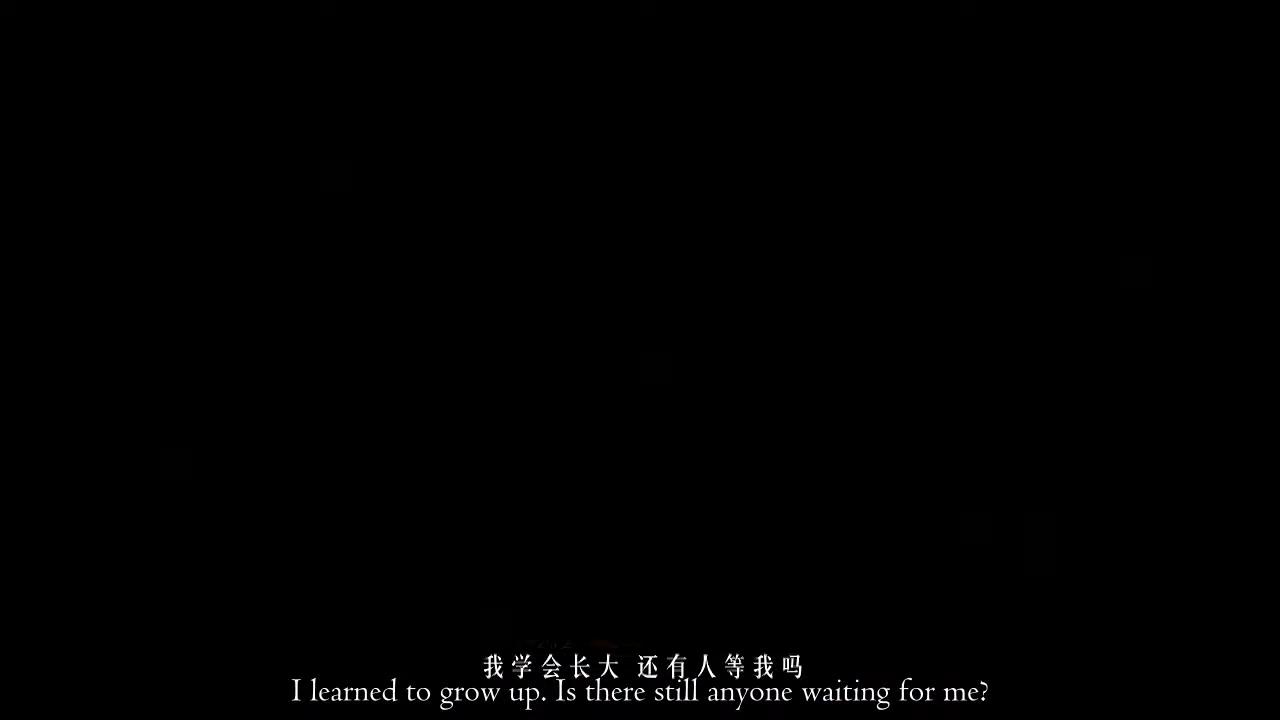 我学会长大 还有人等我吗
I learned to grow up. Is there still anyone waiting for me?